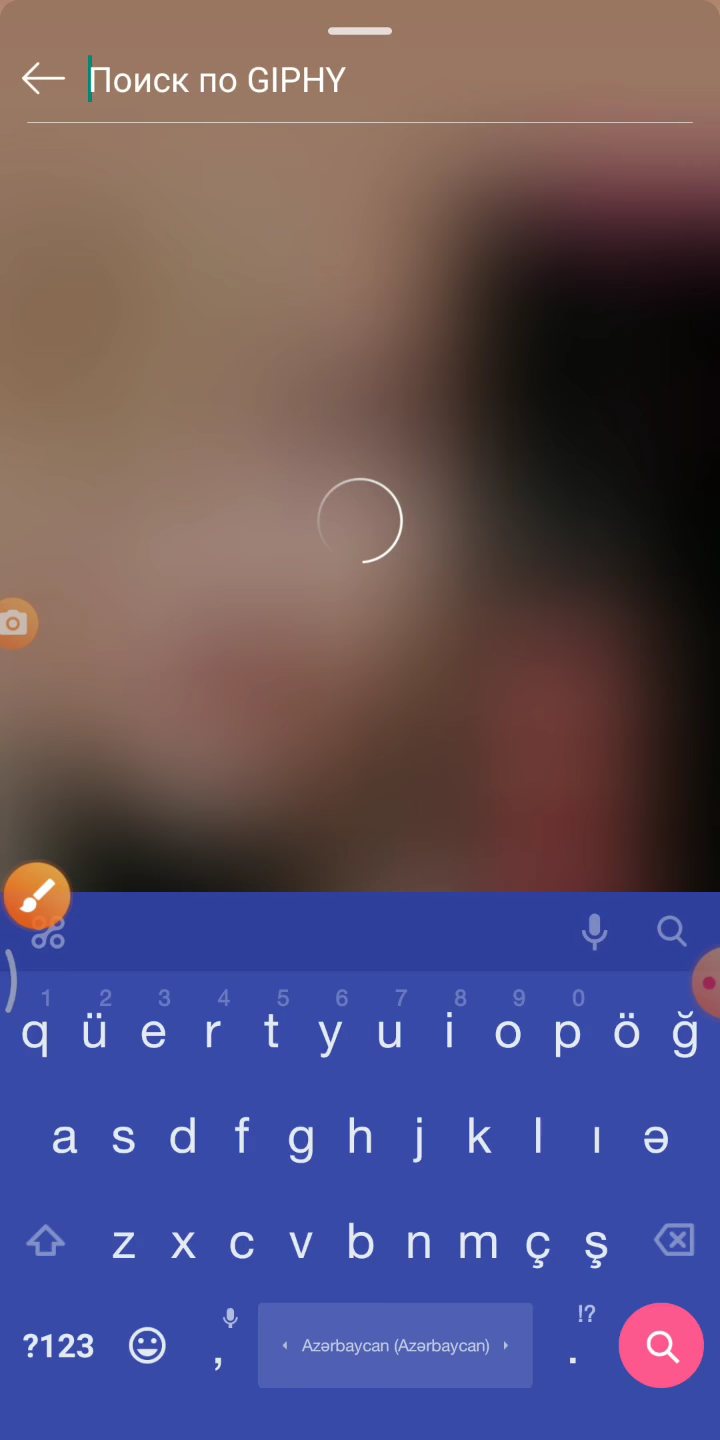 Поиск по GIPHY
1 2 3 4 5 6 7 8 9 0
q ü e r t y u i o p ö ğ
a s d f g h j k l ı ə
z x c v b n m ç ş
!?
?123 , Azərbaycan (Azərbaycan) .